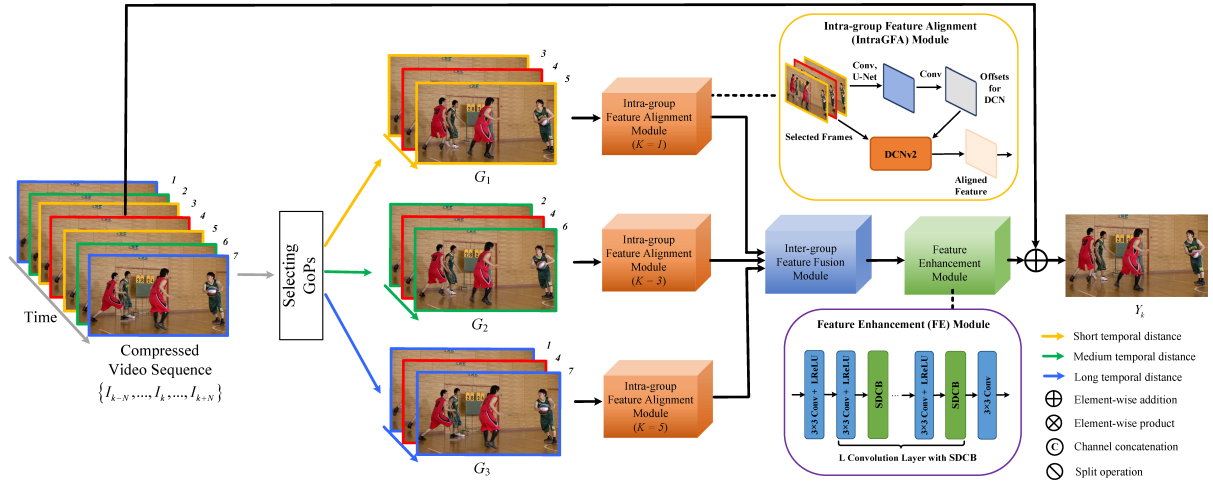 1
2
3
4
5
6
7
Time
Compressed
Video Sequence
{I_{k-N},...,I_k,...,I_{k+N}}
Selecting
GoPs
3
4
5
G_1
2
4
6
G_2
1
4
7
G_3
Intra-group
Feature Alignment
Module
(K = 1)
Intra-group
Feature Alignment
Module
(K = 3)
Intra-group
Feature Alignment
Module
(K = 5)
Intra-group Feature Alignment
(IntraGFA) Module
Conv,
U-Net
Conv
Offsets
for
DCN
Selected Frames
DCNv2
Aligned
Feature
Inter-group
Feature Fusion
Module
Feature
Enhancement
Module
Y_k
Feature Enhancement (FE) Module
3×3 Conv + LReLU
3×3 Conv + LReLU
SDCB
...
3×3 Conv + LReLU
SDCB
3×3 Conv
L Convolution Layer with SDCB
Short temporal distance
Medium temporal distance
Long temporal distance
Element-wise addition
Element-wise product
C
Channel concatenation
Split operation